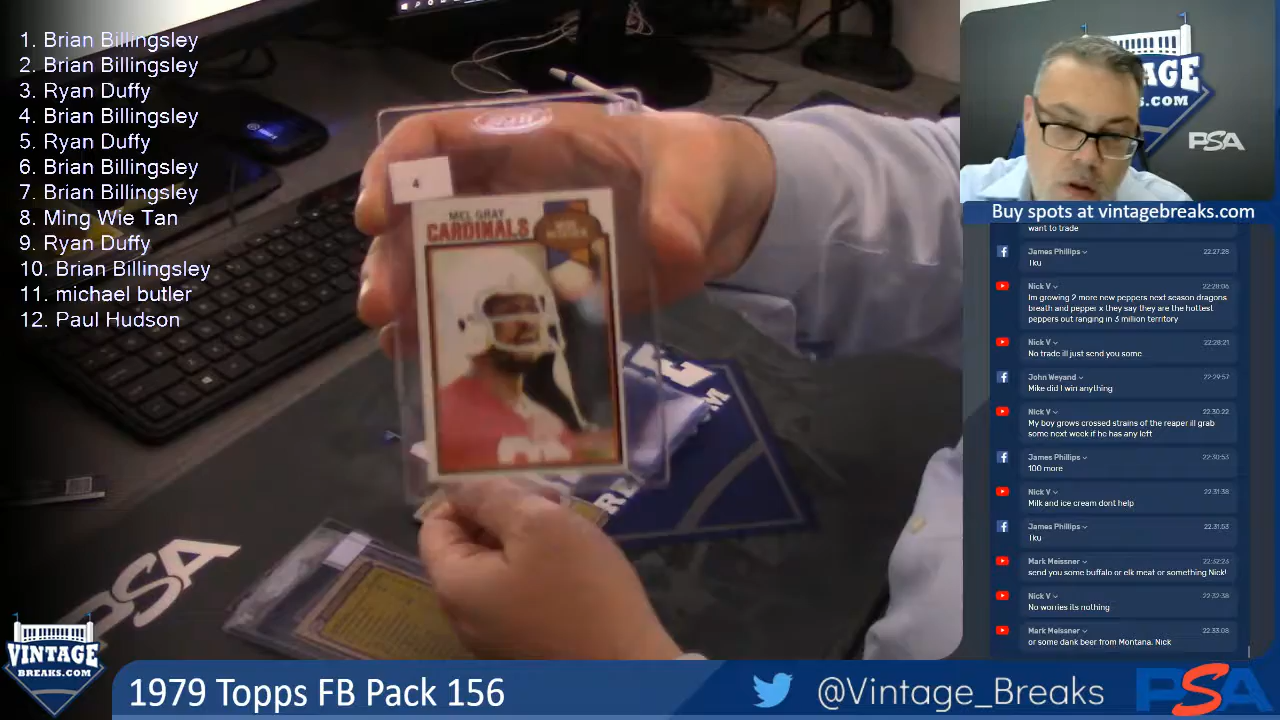 1. Brian Billingsley
2. Brian Billingsley
3. Ryan Duffy
4. Brian Billingsley
5. Ryan Duffy
6. Brian Billingsley
7. Brian Billingsley
8. Ming Wie Tan
9. Ryan Duffy
10. Brian Billingsley
11. michael butler
12. Paul Hudson
4
MEL GRAY
CARDINALS
PSA
VINTAGE
BREAKS.COM
1979 Topps FB Pack 156
@Vintage_Breaks
PSA
PSA
Buy spots at vintagebreaks.com
want to trade
James Phillips 22:27:28
1ku
Nick V 22:28:06
Im growing 2 more new peppers next season dragons
breath and pepper x they say they are the hottest
peppers out ranging in 3 million territory
Nick V 22:28:21
No trade ill just send you some
John Weyand 22:29:57
Mike did I win anything
Nick V 22:30:22
My boy grows crossed strains of the reaper ill grab
some next week if he has any left
James Phillips 22:30:53
100 more
Nick V 22:31:38
Milk and ice cream dont help
James Phillips 22:31:53
1ku
Mark Meissner 22:32:23
send you some buffalo or elk meat or something Nick!
Nick V 22:32:38
No worries its nothing
Mark Meissner 22:33:08
or some dank beer from Montana, Nick